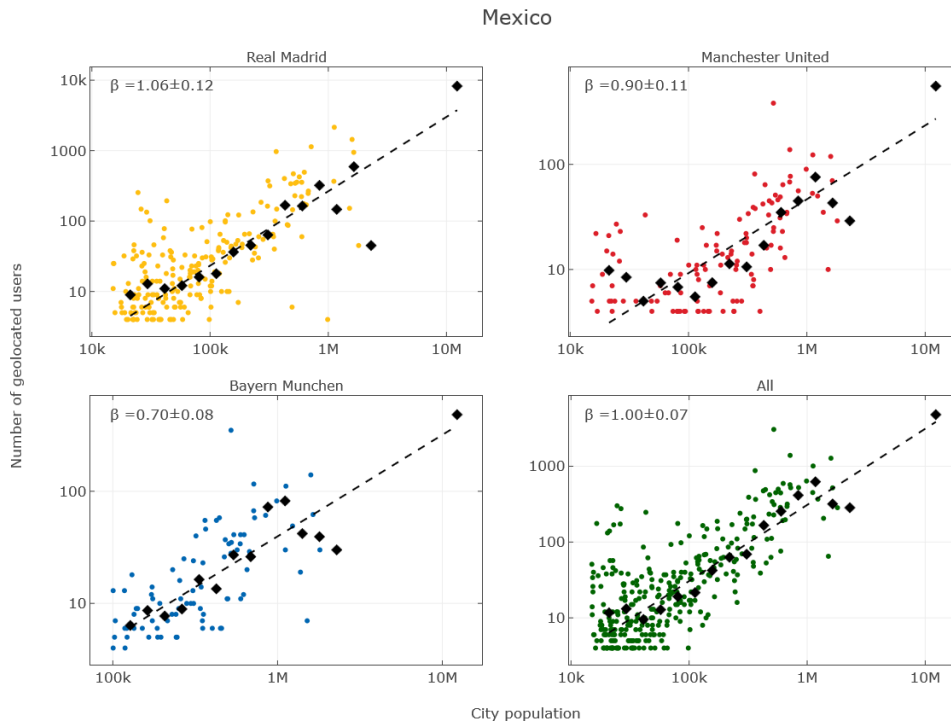 Mexico
Number of geolocated users
Real Madrid
β =1.06±0.12
10k
1000
100
10
10k
100k
1M
10M
Manchester United
β =0.90±0.11
100
10
10k
100k
1M
10M
Bayern Munchen
β =0.70±0.08
100
10
100k
1M
10M
All
β =1.00±0.07
1000
100
10
10k
100k
1M
10M
City population